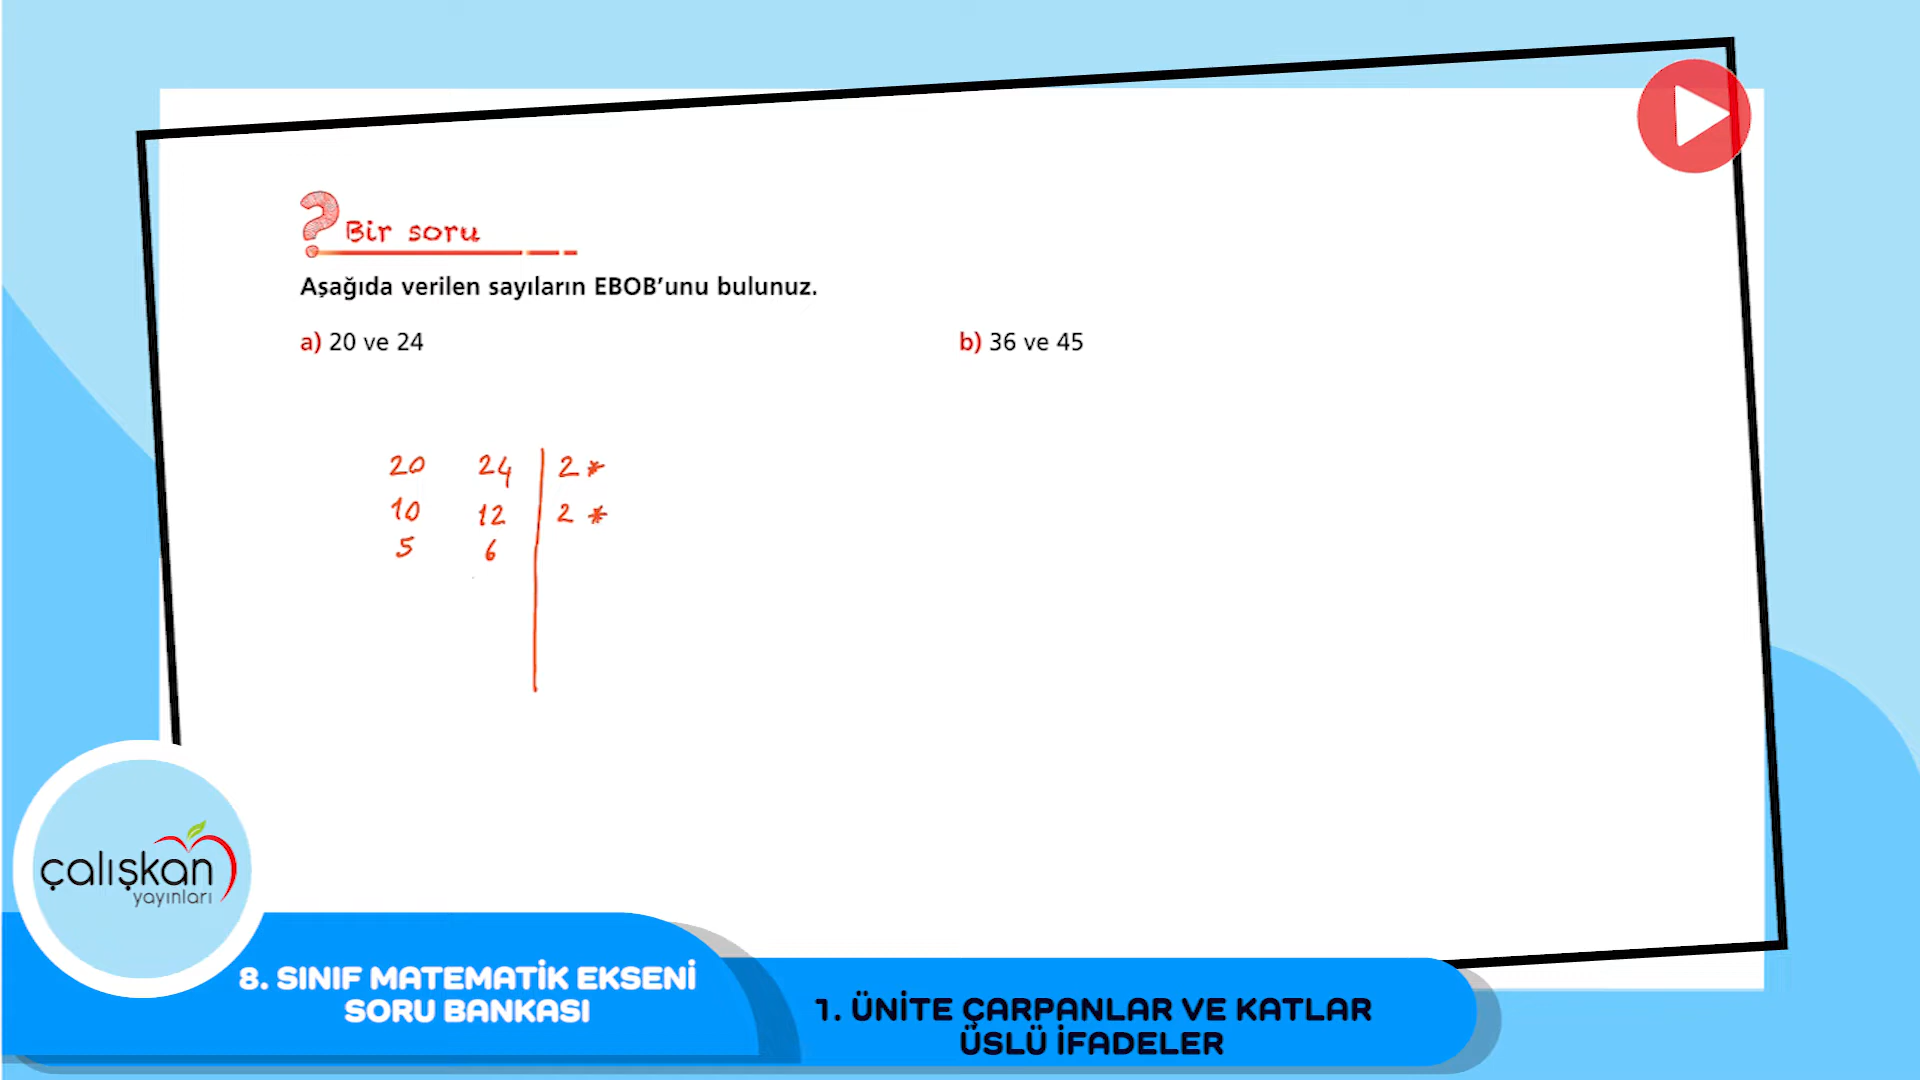 Bir soru
Aşağıda verilen sayıların EBOB’unu bulunuz.
a) 20 ve 24
b) 36 ve 45
20 24 2 *
10 12 2 *
5 6
çalışkan
yayınları
8. SINIF MATEMATİK EKSENİ
SORU BANKASI
1. ÜNİTE ÇARPANLAR VE KATLAR
ÜSLÜ İFADELER